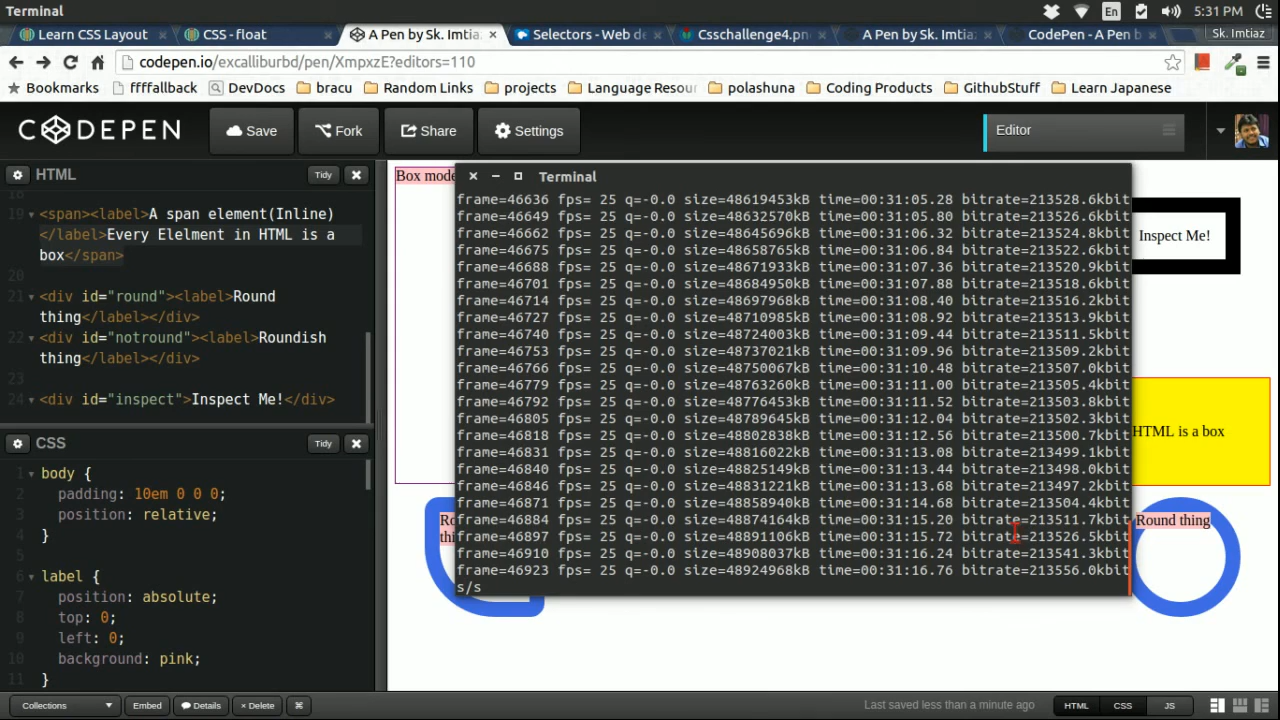 Terminal
En
5:31 PM
Learn CSS Layout
CSS - float
A Pen by Sk. Imtia
Selectors - Web de
Csschallenge4.pn
A Pen by Sk. Imtia
CodePen - A Pen b
Sk. Imtiaz
codepen.io/excalliburbd/pen/XmpxzE?editors=110
Bookmarks
ffffallback
DevDocs
bracu
Random Links
projects
Language Resou
polashuna
Coding Products
GithubStuff
Learn Japanese
CODEPEN
Save
Fork
Share
Settings
Editor
HTML
Tidy
18
19 <span><label>A span element(Inline)
</label>Every Elelment in HTML is a
box</span>
20
21 <div id="round"><label>Round
thing</label></div>
22 <div id="notround"><label>Roundish
thing</label></div>
23
24 <div id="inspect">Inspect Me!</div>
CSS
Tidy
1 body {
2 padding: 10em 0 0 0;
3 position: relative;
4 }
5
6 label {
7 position: absolute;
8 top: 0;
9 left: 0;
10 background: pink;
11 }
Box mode
Terminal
frame=46636 fps= 25 q=-0.0 size=48619453kB time=00:31:05.28 bitrate=213528.6kbit
frame=46649 fps= 25 q=-0.0 size=48632570kB time=00:31:05.80 bitrate=213526.6kbit
frame=46662 fps= 25 q=-0.0 size=48645696kB time=00:31:06.32 bitrate=213524.8kbit
frame=46675 fps= 25 q=-0.0 size=48658765kB time=00:31:06.84 bitrate=213522.6kbit
frame=46688 fps= 25 q=-0.0 size=48671933kB time=00:31:07.36 bitrate=213520.9kbit
frame=46701 fps= 25 q=-0.0 size=48684950kB time=00:31:07.88 bitrate=213518.6kbit
frame=46714 fps= 25 q=-0.0 size=48697968kB time=00:31:08.40 bitrate=213516.2kbit
frame=46727 fps= 25 q=-0.0 size=48710985kB time=00:31:08.92 bitrate=213513.9kbit
frame=46740 fps= 25 q=-0.0 size=48724003kB time=00:31:09.44 bitrate=213511.5kbit
frame=46753 fps= 25 q=-0.0 size=48737021kB time=00:31:09.96 bitrate=213509.2kbit
frame=46766 fps= 25 q=-0.0 size=48750067kB time=00:31:10.48 bitrate=213507.0kbit
frame=46779 fps= 25 q=-0.0 size=48763260kB time=00:31:11.00 bitrate=213505.4kbit
frame=46792 fps= 25 q=-0.0 size=48776453kB time=00:31:11.52 bitrate=213503.8kbit
frame=46805 fps= 25 q=-0.0 size=48789645kB time=00:31:12.04 bitrate=213502.3kbit
frame=46818 fps= 25 q=-0.0 size=48802838kB time=00:31:12.56 bitrate=213500.7kbit
frame=46831 fps= 25 q=-0.0 size=48816022kB time=00:31:13.08 bitrate=213499.1kbit
frame=46840 fps= 25 q=-0.0 size=48825149kB time=00:31:13.44 bitrate=213498.0kbit
frame=46846 fps= 25 q=-0.0 size=48831221kB time=00:31:13.68 bitrate=213497.2kbit
frame=46871 fps= 25 q=-0.0 size=48858940kB time=00:31:14.68 bitrate=213504.4kbit
frame=46884 fps= 25 q=-0.0 size=48874164kB time=00:31:15.20 bitrate=213511.7kbit
frame=46897 fps= 25 q=-0.0 size=48891106kB time=00:31:15.72 bitrate=213526.5kbit
frame=46910 fps= 25 q=-0.0 size=48908037kB time=00:31:16.24 bitrate=213541.3kbit
frame=46923 fps= 25 q=-0.0 size=48924968kB time=00:31:16.76 bitrate=213556.0kbit
s/s
Inspect Me!
HTML is a box
Ro
thi
Round thing
Collections
Embed
Details
× Delete
⌘
Last saved less than a minute ago
HTML
CSS
JS